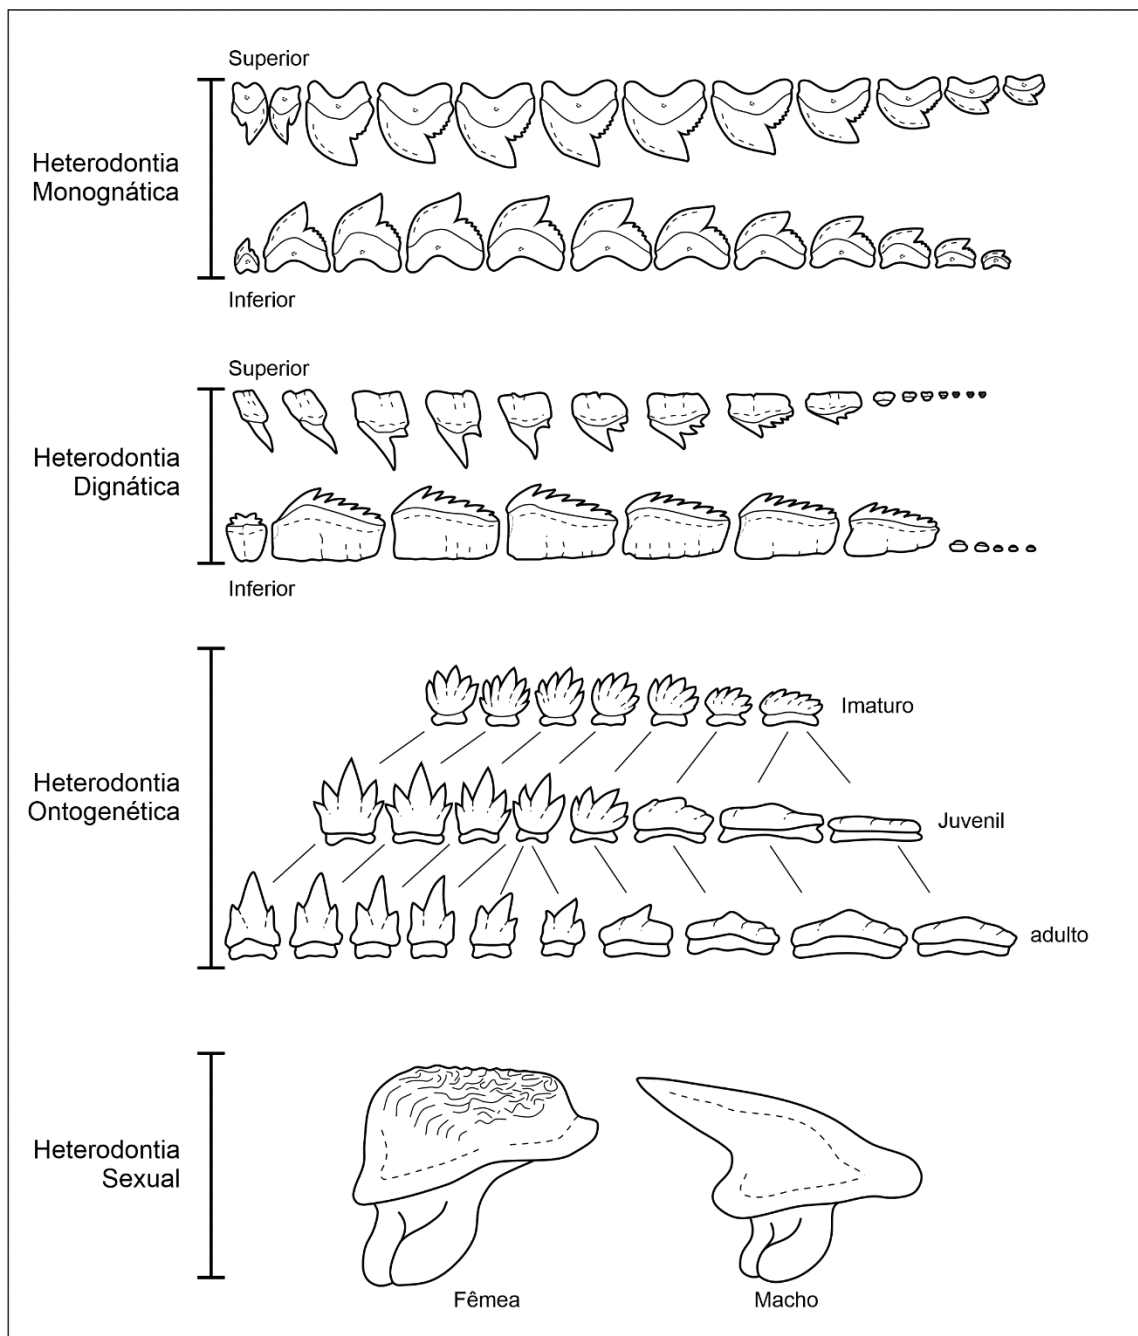 Superior
Heterodontia
Monognática
Inferior
Superior
Heterodontia
Dignática
Inferior
Imaturo
Heterodontia
Ontogenética
Juvenil
adulto
Heterodontia
Sexual
Fêmea
Macho